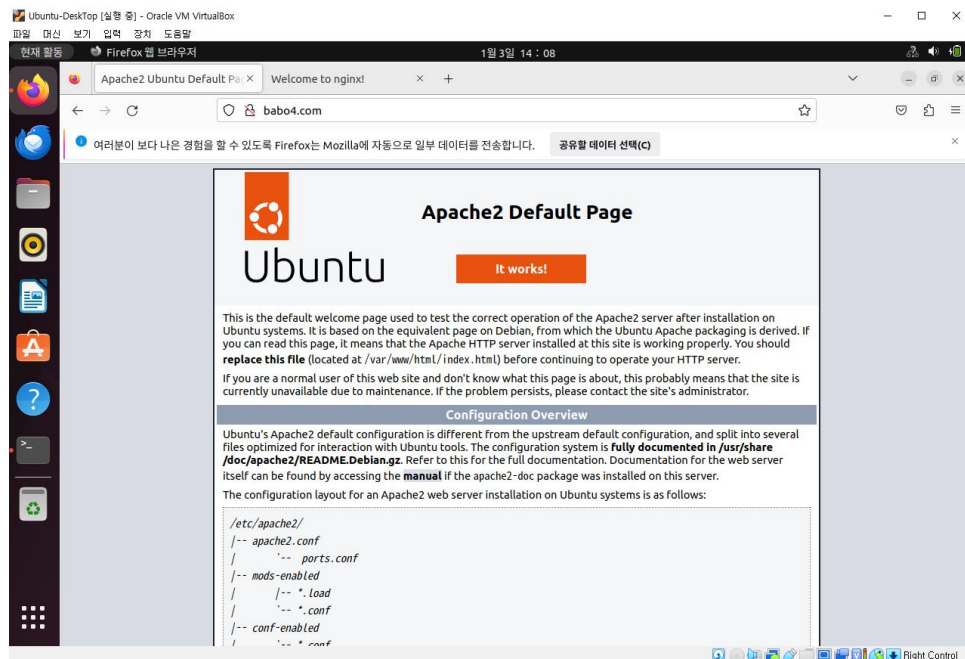 Ubuntu-DeskTop [실행 중] - Oracle VM VirtualBox
파일 머신 보기 입력 장치 도움말
현재 활동 Firefox 웹 브라우저 1월 3일 14 : 08
Apache2 Ubuntu Default Pa Welcome to nginx!
babo4.com
여러분이 보다 나은 경험을 할 수 있도록 Firefox는 Mozilla에 자동으로 일부 데이터를 전송합니다. 공유할 데이터 선택(C)
Apache2 Default Page
Ubuntu
It works!
This is the default welcome page used to test the correct operation of the Apache2 server after installation on
Ubuntu systems. It is based on the equivalent page on Debian, from which the Ubuntu Apache packaging is derived. If
you can read this page, it means that the Apache HTTP server installed at this site is working properly. You should
replace this file (located at /var/www/html/index.html) before continuing to operate your HTTP server.
If you are a normal user of this web site and don't know what this page is about, this probably means that the site is
currently unavailable due to maintenance. If the problem persists, please contact the site's administrator.
Configuration Overview
Ubuntu's Apache2 default configuration is different from the upstream default configuration, and split into several
files optimized for interaction with Ubuntu tools. The configuration system is fully documented in /usr/share
/doc/apache2/README.Debian.gz. Refer to this for the full documentation. Documentation for the web server
itself can be found by accessing the manual if the apache2-doc package was installed on this server.
The configuration layout for an Apache2 web server installation on Ubuntu systems is as follows:
/etc/apache2/
|-- apache2.conf
| `-- ports.conf
|-- mods-enabled
| |-- *.load
| `-- *.conf
|-- conf-enabled
| `-- *.conf
Right Control